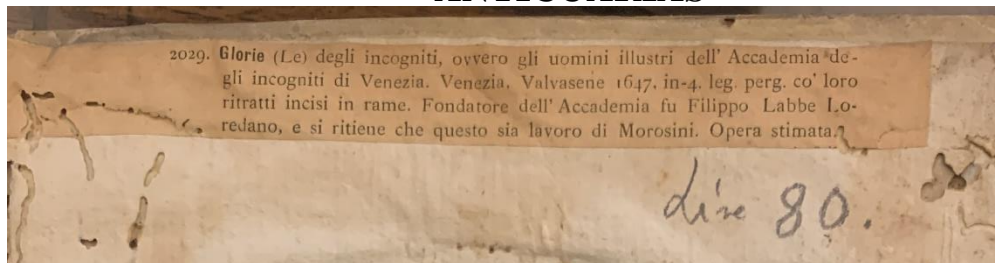 2029. Glorie (Le) degli incogniti, ovvero gli uomini illustri dell' Accademia de-
gli incogniti di Venezia. Venezia, Valvasene 1647. in-4. leg. perg. co' loro
ritratti incisi in rame. Fondatore dell' Accademia fu Filippo Labbe Lo-
redano, e si ritiene che questo sia lavoro di Morosini. Opera stimata.
Lire 80.